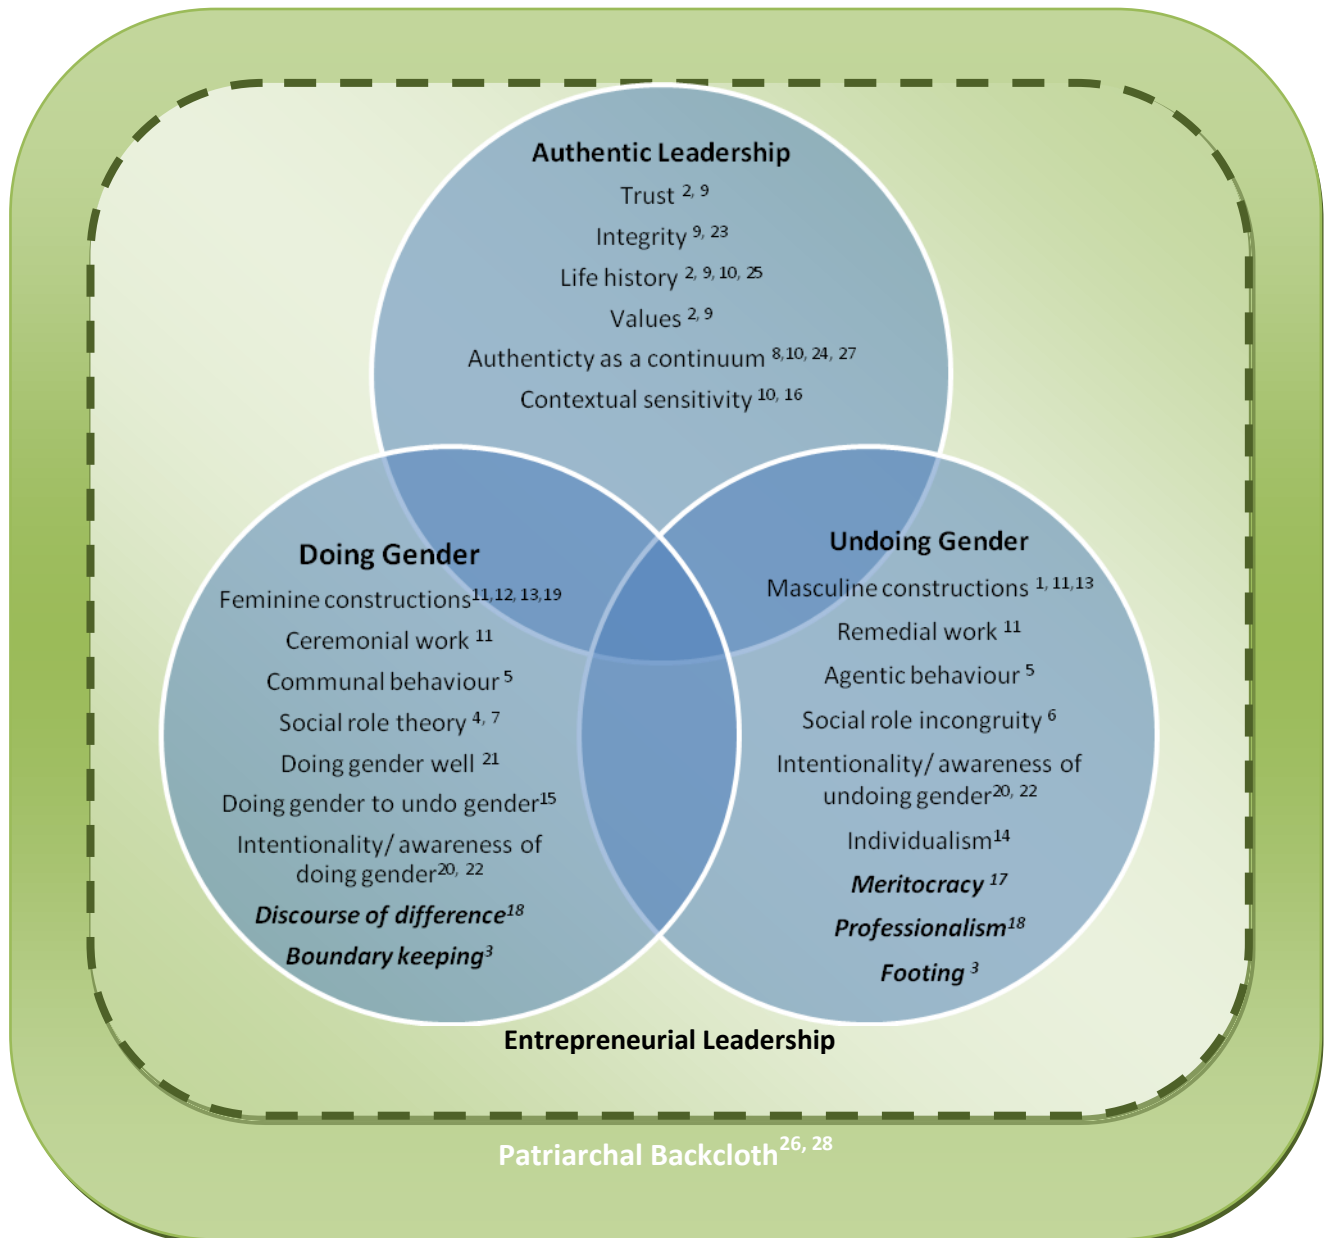 Authentic Leadership
Trust 2, 9
Integrity 9, 23
Life history 2, 9, 10, 25
Values 2, 9
Authenticty as a continuum 8,10, 24, 27
Contextual sensitivity 10, 16
Doing Gender
Feminine constructions11,12, 13,19
Ceremonial work 11
Communal behaviour 5
Social role theory 4, 7
Doing gender well 21
Doing gender to undo gender15
Intentionality/ awareness of
doing gender20, 22
Discourse of difference18
Boundary keeping3
Undoing Gender
Masculine constructions 1, 11,13
Remedial work 11
Agentic behaviour 5
Social role incongruity 6
Intentionality/ awareness of
undoing gender20, 22
Individualism14
Meritocracy 17
Professionalism18
Footing 3
Entrepreneurial Leadership
Patriarchal Backcloth26, 28